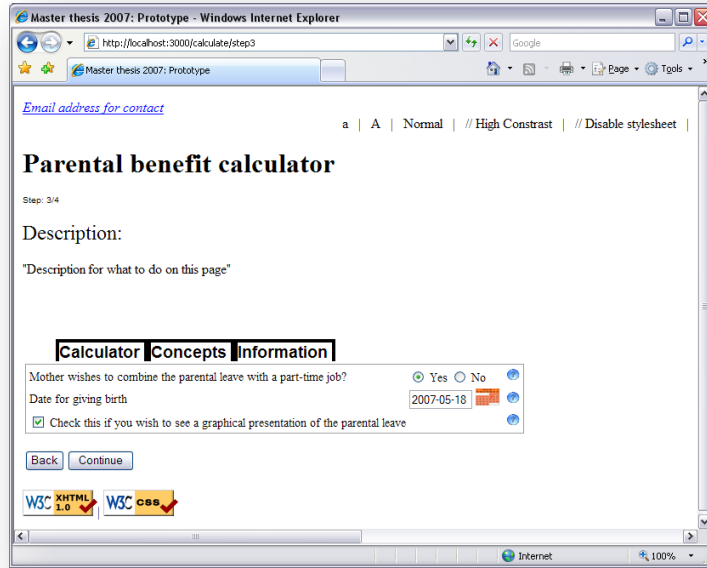 Master thesis 2007: Prototype - Windows Internet Explorer
http://localhost:3000/calculate/step3
Google
Master thesis 2007: Prototype
Page
Tools
Email address for contact
a | A | Normal | // High Constrast | // Disable stylesheet |
Parental benefit calculator
Step: 3/4
Description:
"Description for what to do on this page"
Calculator Concepts Information
Mother wishes to combine the parental leave with a part-time job? Yes No
Date for giving birth 2007-05-18
Check this if you wish to see a graphical presentation of the parental leave
Back Continue
W3C XHTML 1.0 | W3C css
Internet 100%